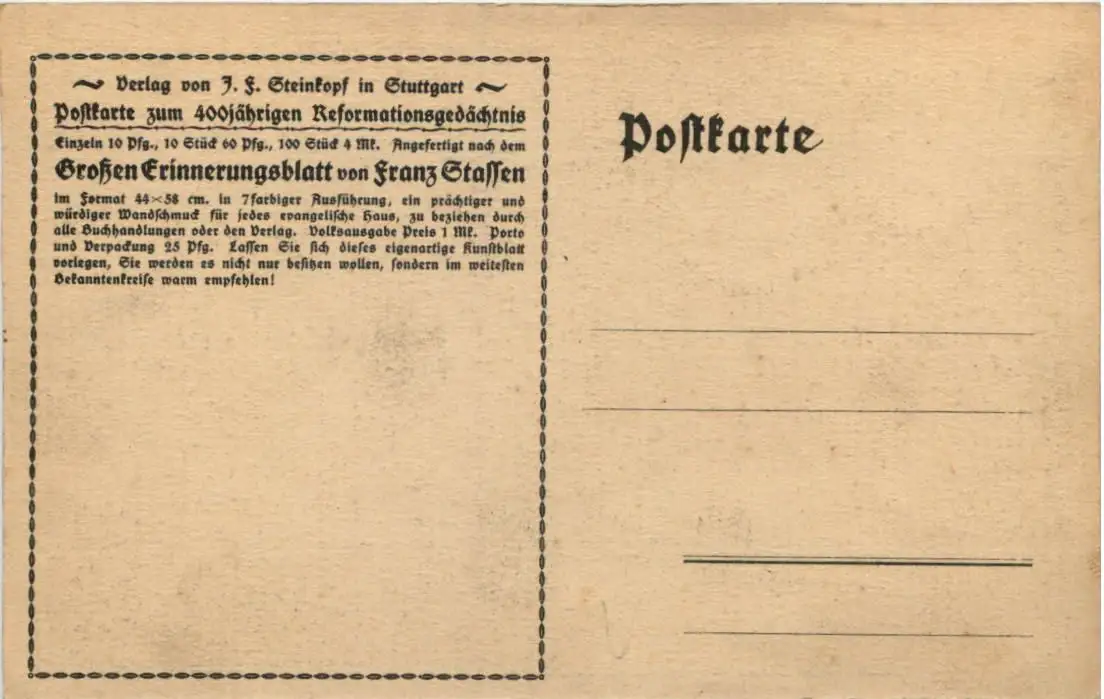 Verlag von J. F. Steinkopf in Stuttgart
Postkarte zum 400jährigen Reformationsgedächtnis
Einzeln 10 Pfg., 10 Stück 60 Pfg., 100 Stück 4 Mk. Angefertigt nach dem
Großen Erinnerungsblatt von Franz Stassen
im Format 44×58 cm. in 7farbiger Ausführung, ein prächtiger und
würdiger Wandschmuck für jedes evangelische Haus, zu beziehen durch
alle Buchhandlungen oder den Verlag. Volksausgabe Preis 1 Mk. Porto
und Verpackung 25 Pfg. Lassen Sie sich dieses eigenartige Kunstblatt
vorlegen, Sie werden es nicht nur besitzen wollen, sondern im weitesten
Bekanntenkreise warm empfehlen!
Postkarte